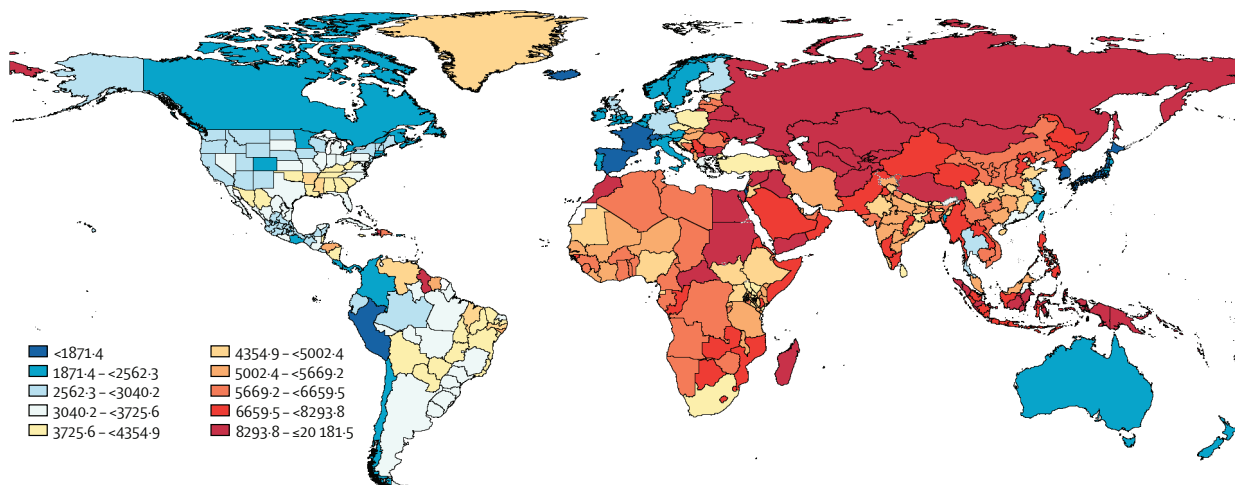 <1871·4
1871·4 – <2562·3
2562·3 – <3040·2
3040·2 – <3725·6
3725·6 – <4354·9
4354·9 – <5002·4
5002·4 – <5669·2
5669·2 – <6659·5
6659·5 – <8293·8
8293·8 – ≤20 181·5